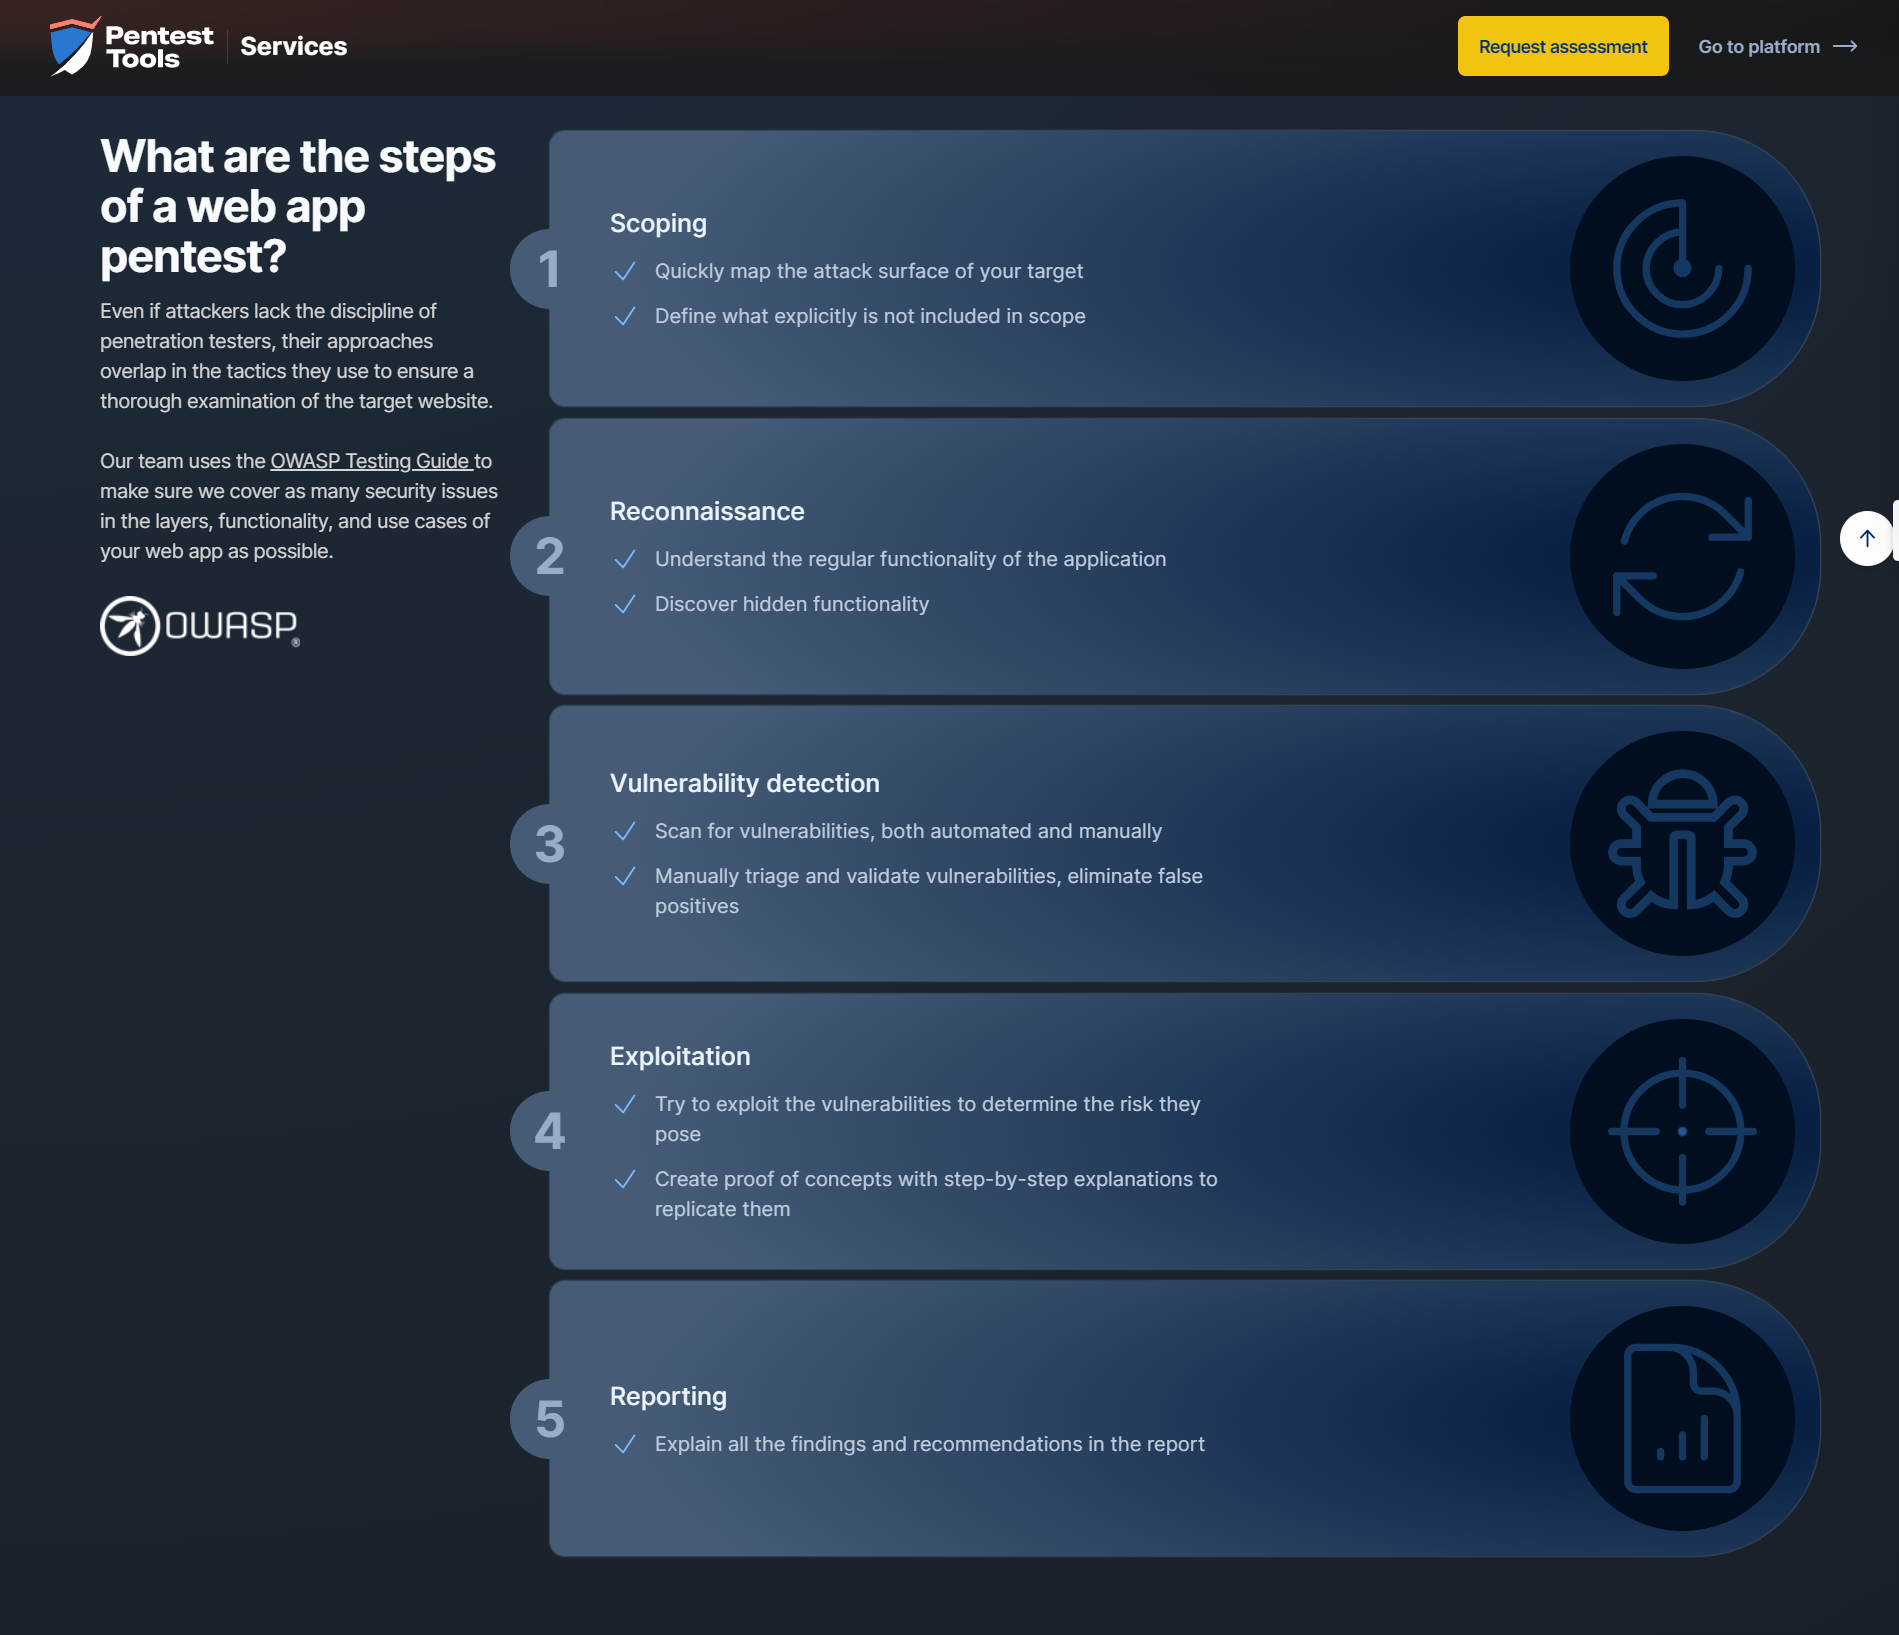 Pentest
Tools
Services
Request assessment
Go to platform
What are the steps
of a web app
pentest?
Even if attackers lack the discipline of
penetration testers, their approaches
overlap in the tactics they use to ensure a
thorough examination of the target website.
Our team uses the OWASP Testing Guide to
make sure we cover as many security issues
in the layers, functionality, and use cases of
your web app as possible.
OWASP®
1
Scoping
Quickly map the attack surface of your target
Define what explicitly is not included in scope
2
Reconnaissance
Understand the regular functionality of the application
Discover hidden functionality
3
Vulnerability detection
Scan for vulnerabilities, both automated and manually
Manually triage and validate vulnerabilities, eliminate false
positives
4
Exploitation
Try to exploit the vulnerabilities to determine the risk they
pose
Create proof of concepts with step-by-step explanations to
replicate them
5
Reporting
Explain all the findings and recommendations in the report